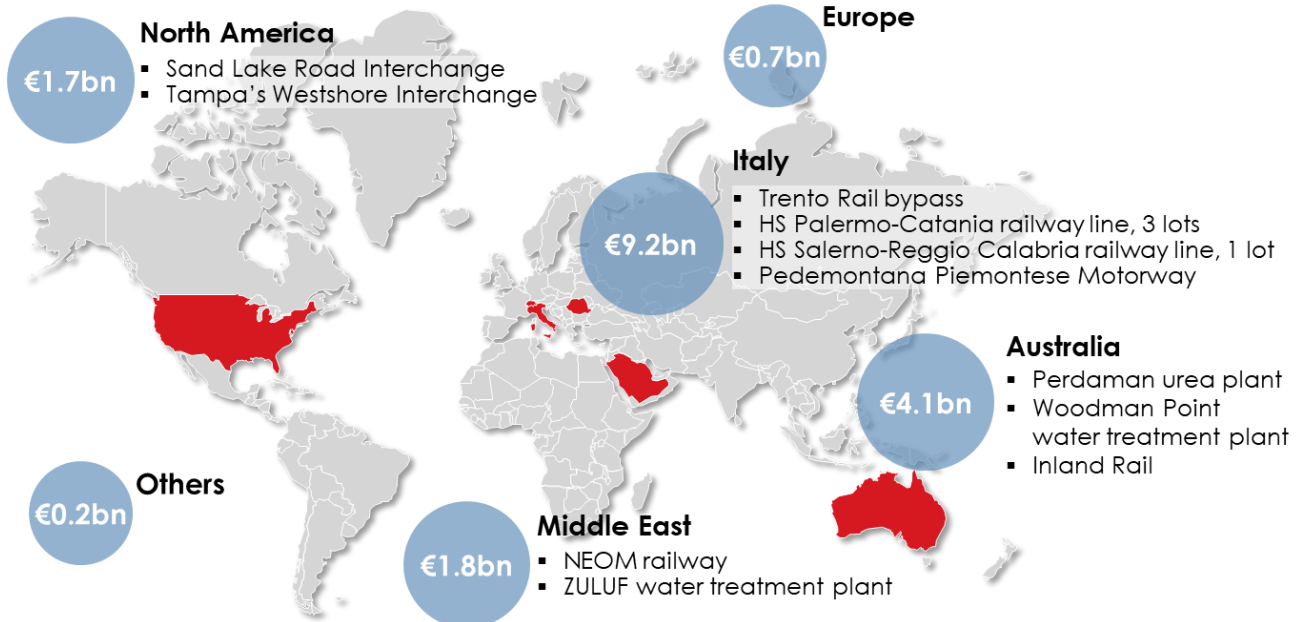 North America
€1.7bn
▪ Sand Lake Road Interchange
▪ Tampa’s Westshore Interchange
Europe
€0.7bn
Italy
€9.2bn
▪ Trento Rail bypass
▪ HS Palermo-Catania railway line, 3 lots
▪ HS Salerno-Reggio Calabria railway line, 1 lot
▪ Pedemontana Piemontese Motorway
Australia
€4.1bn
▪ Perdaman urea plant
▪ Woodman Point
water treatment plant
▪ Inland Rail
Others
€0.2bn
Middle East
€1.8bn
▪ NEOM railway
▪ ZULUF water treatment plant